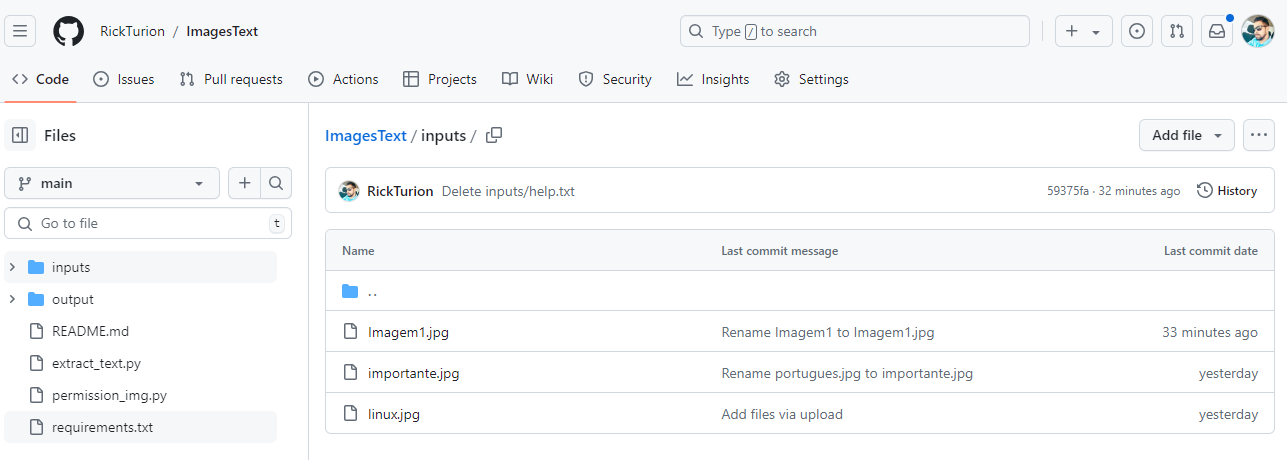 RickTurion / ImagesText
Type / to search
Code
Issues
Pull requests
Actions
Projects
Wiki
Security
Insights
Settings
Files
main
Go to file
t
inputs
output
README.md
extract_text.py
permission_img.py
requirements.txt
ImagesText / inputs /
Add file
RickTurion Delete inputs/help.txt 59375fa · 32 minutes ago History
Name Last commit message Last commit date
..
Imagem1.jpg Rename Imagem1 to Imagem1.jpg 33 minutes ago
importante.jpg Rename portugues.jpg to importante.jpg yesterday
linux.jpg Add files via upload yesterday